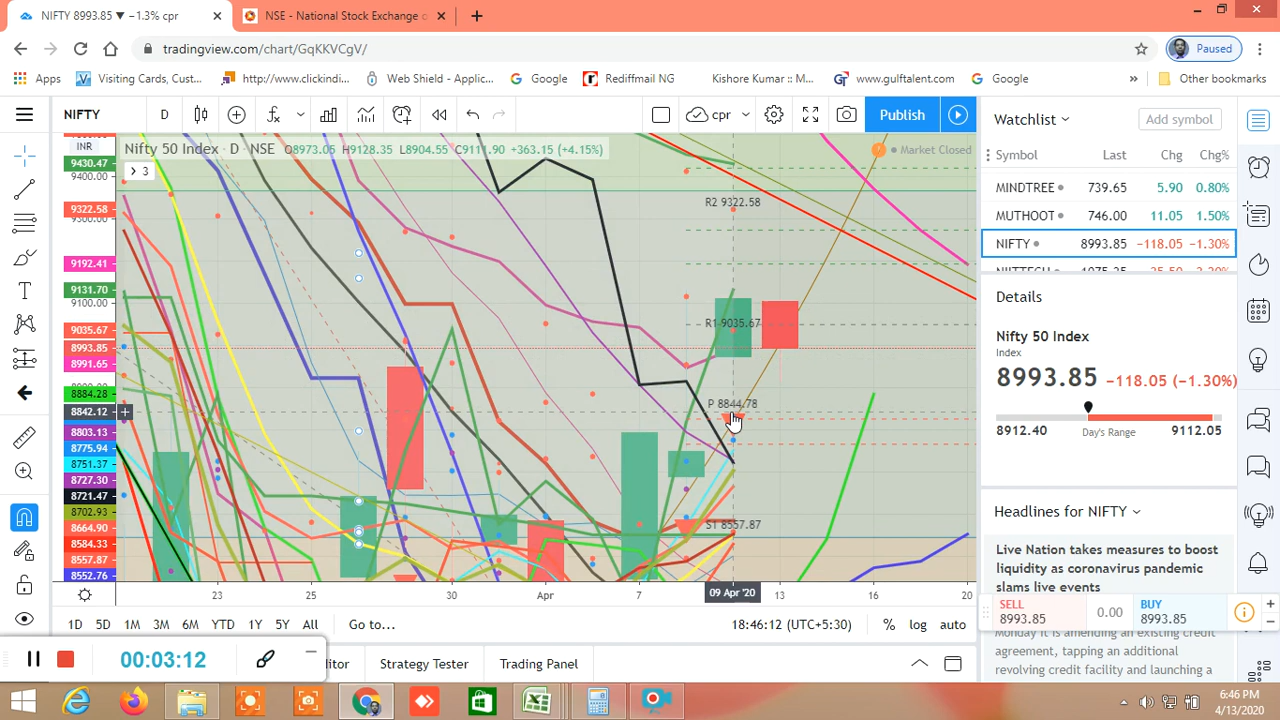 NIFTY 8993.85 ▼ −1.3% cpr
NSE - National Stock Exchange o
tradingview.com/chart/GqKKVCgV/
Paused
Apps
Visiting Cards, Cust...
http://www.clickindi...
Web Shield - Applic...
Google
Rediffmail NG
Kishore Kumar :: M...
www.gulftalent.com
Google
»
Other bookmarks
NIFTY
D
cpr
Publish
Watchlist
Add symbol
INR
Nifty 50 Index · D · NSE O8973.05 H9128.35 L8904.55 C9111.90 +363.15 (+4.15%)
Market Closed
3
Symbol Last Chg Chg%
MINDTREE 739.65 5.90 0.80%
MUTHOOT 746.00 11.05 1.50%
NIFTY 8993.85 −118.05 −1.30%
9430.47
9400.00
9322.58
9300.00
9192.41
9131.70
9100.00
9035.67
8993.85
8991.65
8884.28
8842.12
8803.13
8775.94
8751.37
8727.30
8721.47
8702.93
8664.90
8584.33
8557.87
8552.76
R2 9322.58
R1 9035.67
P 8844.78
S1 8557.87
Details
Nifty 50 Index
Index
8993.85 −118.05 (−1.30%)
8912.40 Day's Range 9112.05
Headlines for NIFTY
Live Nation takes measures to boost
liquidity as coronavirus pandemic
slams live events
SELL
8993.85
0.00
BUY
8993.85
Monday it is amending an existing credit
agreement, tapping an additional
revolving credit facility and launching a
23 25 30 Apr 7 09 Apr '20 13 16 20
1D 5D 1M 3M 6M YTD 1Y 5Y All Go to...
18:46:12 (UTC+5:30) % log auto
00:03:12
itor
Strategy Tester
Trading Panel
6:46 PM
4/13/2020